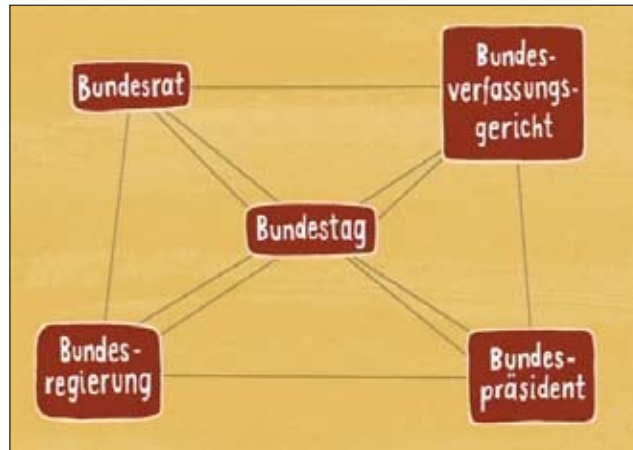 Bundesrat
Bundes-
verfassungs-
gericht
Bundestag
Bundes-
regierung
Bundes-
präsident